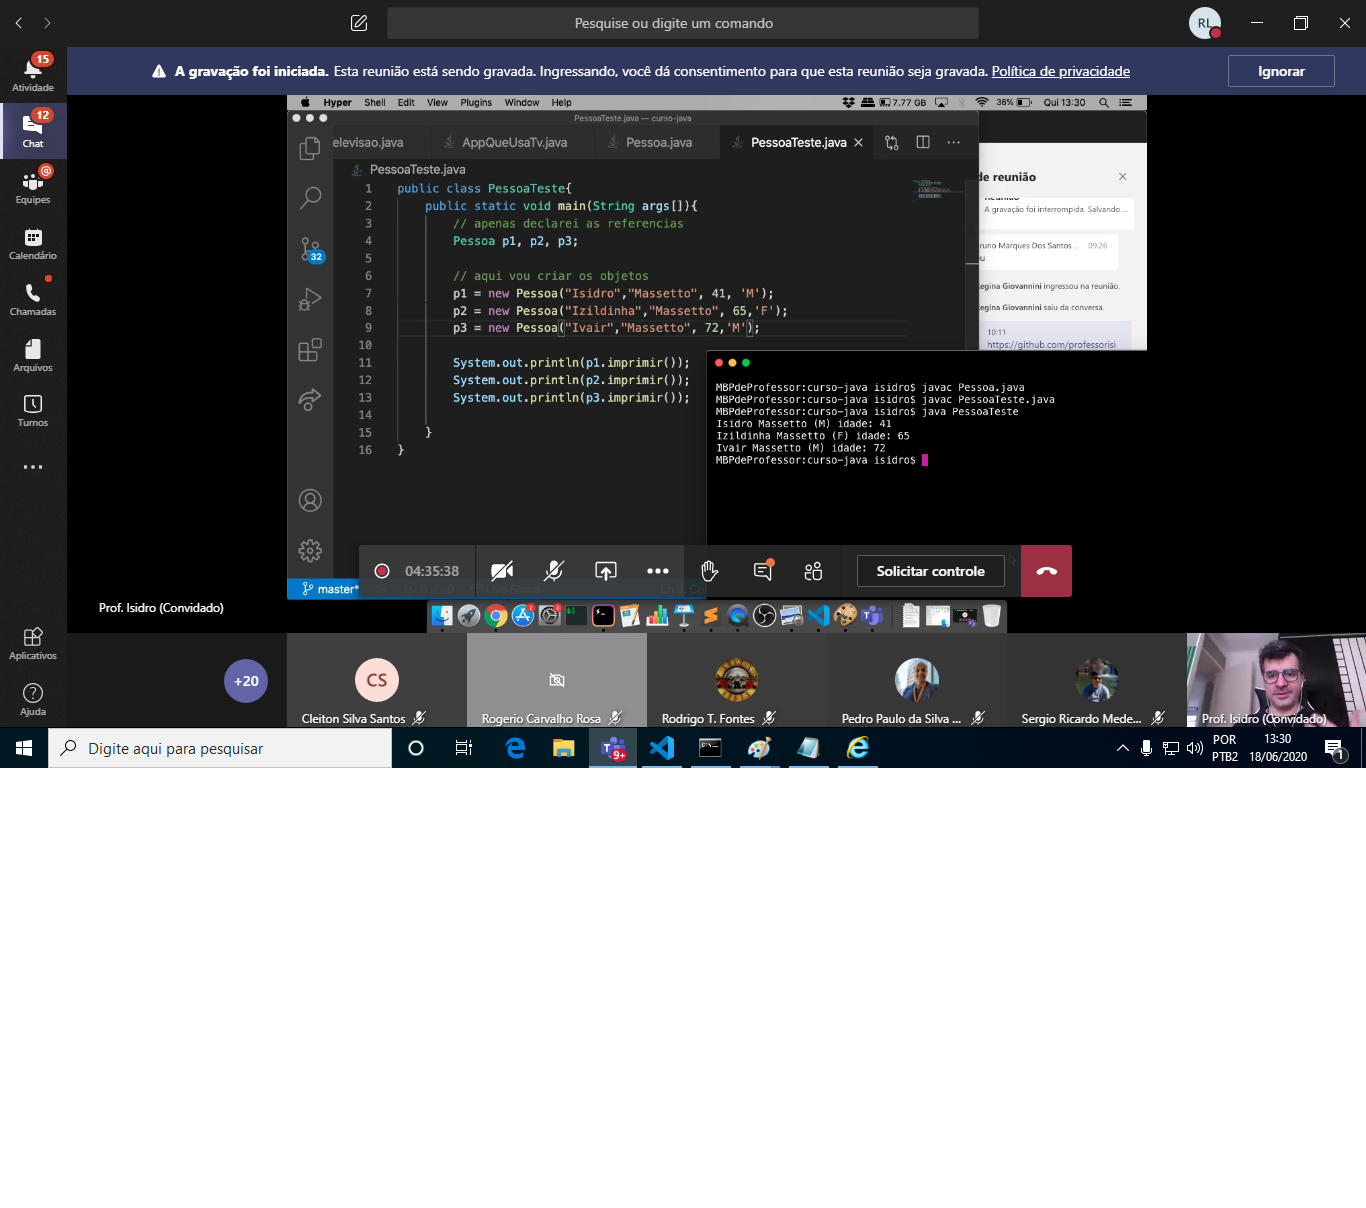 Pesquise ou digite um comando
RL
15
Atividade
A gravação foi iniciada. Esta reunião está sendo gravada. Ingressando, você dá consentimento para que esta reunião seja gravada. Política de privacidade
Ignorar
12
Chat
Equipes
Calendário
Chamadas
Arquivos
Turnos
Aplicativos
Ajuda
Hyper Shell Edit View Plugins Window Help
7.77 GB 36% Qui 13:30
PessoaTeste.java — curso-java
elevisao.java AppQueUsaTv.java Pessoa.java PessoaTeste.java
PessoaTeste.java
32
1 public class PessoaTeste{
2 public static void main(String args[]){
3 // apenas declarei as referencias
4 Pessoa p1, p2, p3;
5
6 // aqui vou criar os objetos
7 p1 = new Pessoa("Isidro","Massetto", 41, 'M');
8 p2 = new Pessoa("Izildinha","Massetto", 65,'F');
9 p3 = new Pessoa("Ivair","Massetto", 72,'M');
10
11 System.out.println(p1.imprimir());
12 System.out.println(p2.imprimir());
13 System.out.println(p3.imprimir());
14
15 }
16 }
master*
de reunião
Reunião
A gravação foi interrompida. Salvando ...
runo Marques Dos Santos ... 09:26
eu
egina Giovannini ingressou na reunião.
egina Giovannini saiu da conversa.
10:11
https://github.com/professorisi
MBPdeProfessor:curso-java isidro$ javac Pessoa.java
MBPdeProfessor:curso-java isidro$ javac PessoaTeste.java
MBPdeProfessor:curso-java isidro$ java PessoaTeste
Isidro Massetto (M) idade: 41
Izildinha Massetto (F) idade: 65
Ivair Massetto (M) idade: 72
MBPdeProfessor:curso-java isidro$
04:35:38
Solicitar controle
Prof. Isidro (Convidado)
+20
CS
Cleiton Silva Santos
Rogerio Carvalho Rosa
Rodrigo T. Fontes
Pedro Paulo da Silva ...
Sergio Ricardo Mede...
Prof. Isidro (Convidado)
Digite aqui para pesquisar
9+
POR
PTB2
13:30
18/06/2020
1